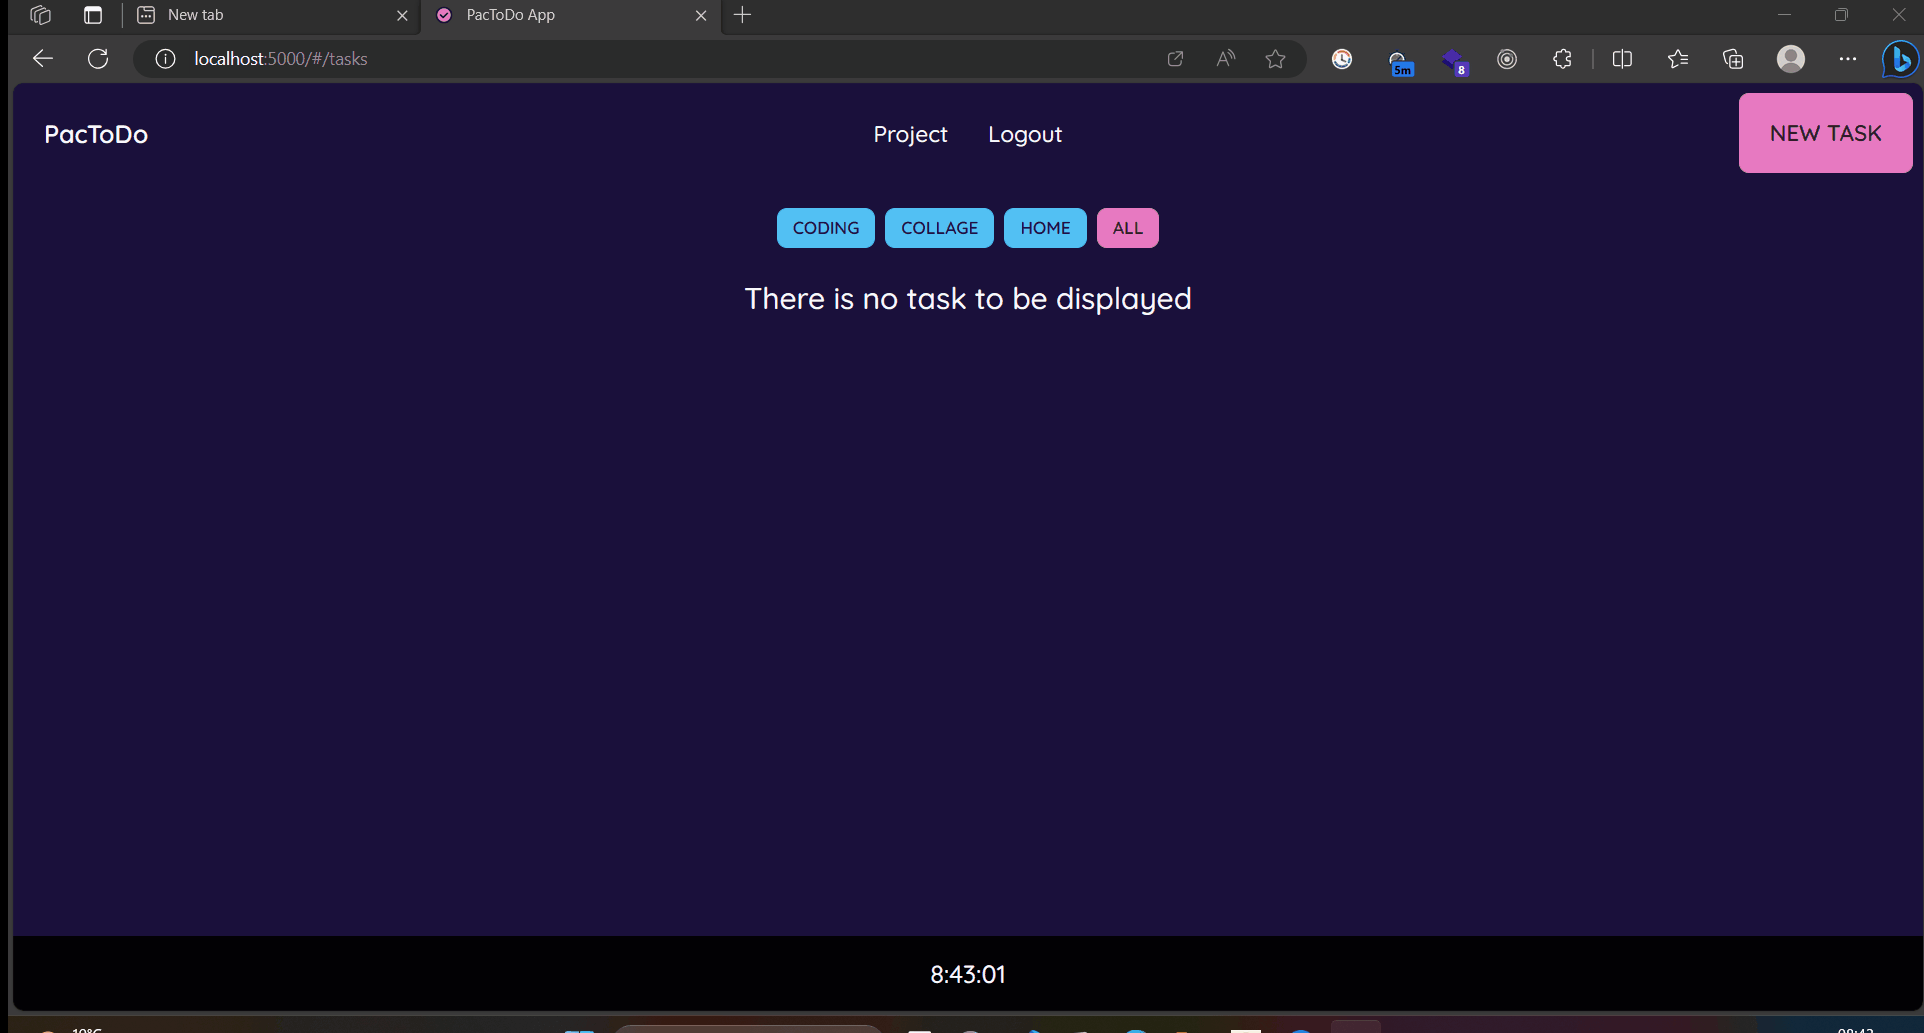 New tab
PacToDo App
localhost:5000/#/tasks
5m
8
PacToDo
Project
Logout
NEW TASK
CODING
COLLAGE
HOME
ALL
There is no task to be displayed
8:43:01